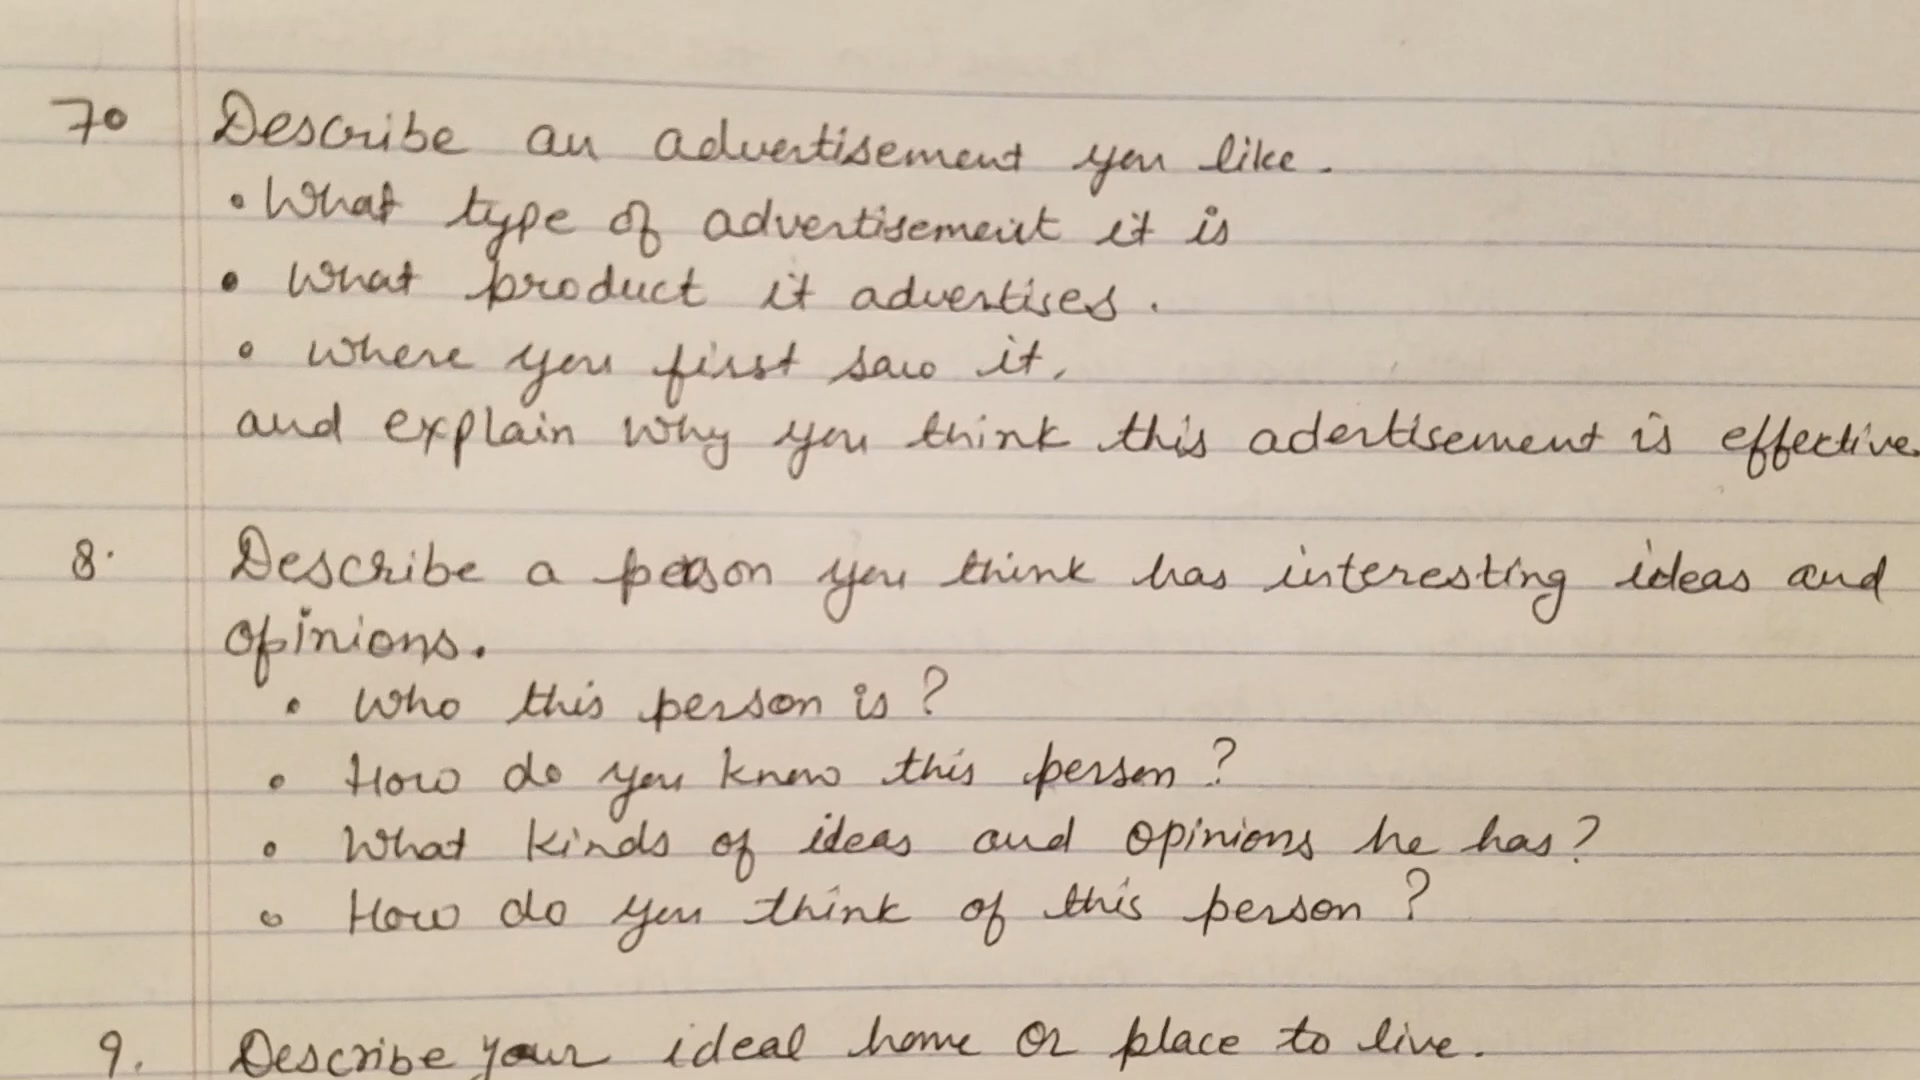 7० Describe an advertisement you like.
• What type of advertisement it is
• What product it advertises.
• Where you first saw it,
and explain why you think this adertisement is effective.
8. Describe a person you think has interesting ideas and
opinions.
• Who this person is?
• How do you know this person?
• What kinds of ideas and opinions he has?
• How do you think of this person?
9. Describe your ideal home or place to live.